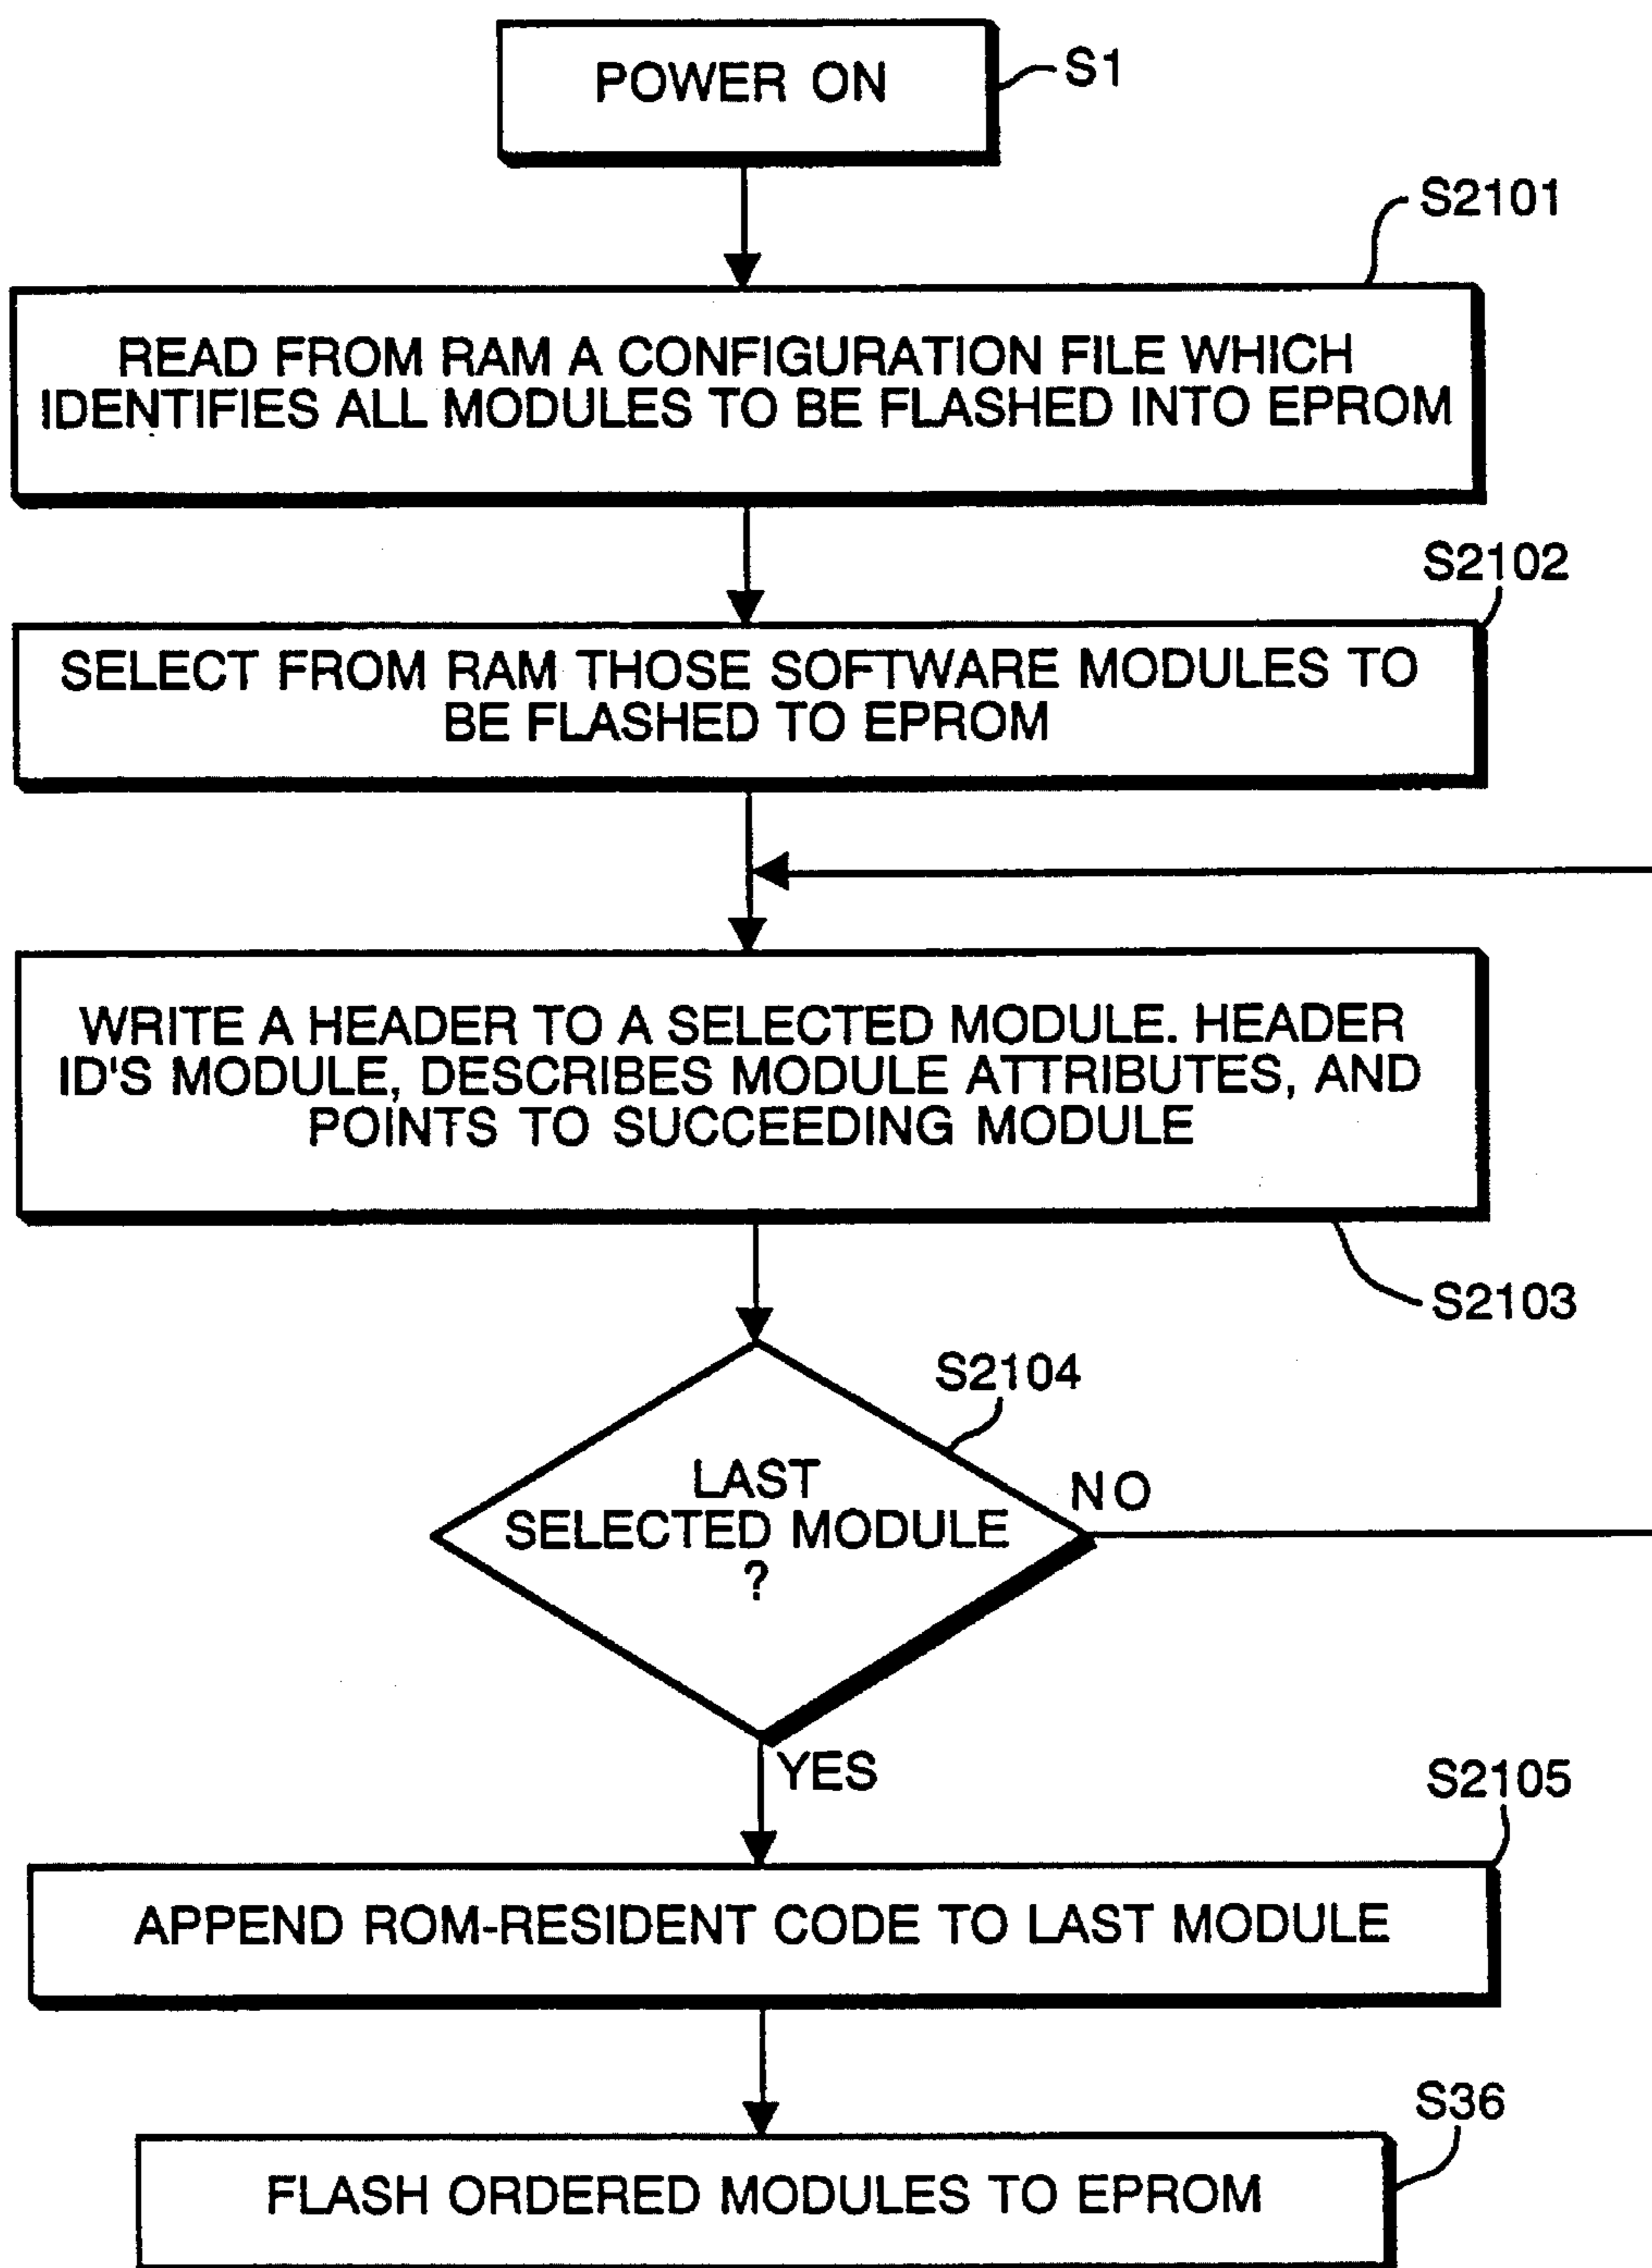 POWER ON
S1
S2101
READ FROM RAM A CONFIGURATION FILE WHICH
IDENTIFIES ALL MODULES TO BE FLASHED INTO EPROM
S2102
SELECT FROM RAM THOSE SOFTWARE MODULES TO
BE FLASHED TO EPROM
WRITE A HEADER TO A SELECTED MODULE. HEADER
ID'S MODULE, DESCRIBES MODULE ATTRIBUTES, AND
POINTS TO SUCCEEDING MODULE
S2103
S2104
LAST
SELECTED MODULE
?
NO
YES
S2105
APPEND ROM-RESIDENT CODE TO LAST MODULE
S36
FLASH ORDERED MODULES TO EPROM